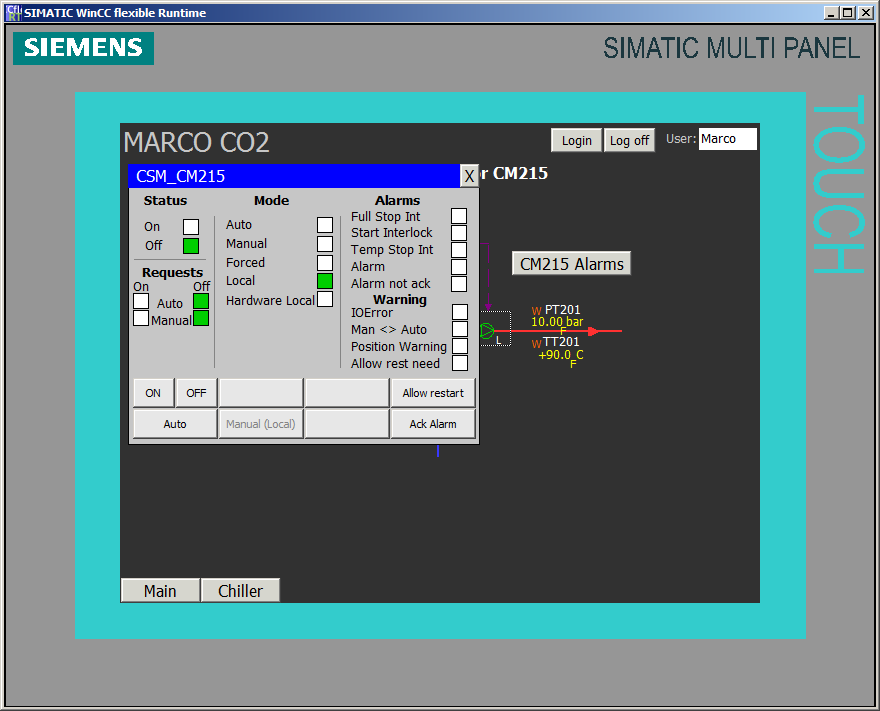 SIMATIC WinCC flexible Runtime
SIEMENS
SIMATIC MULTI PANEL
TOUCH
MARCO CO2
Login
Log off
User:
Marco
CSM_CM215
X
r CM215
Status
On
Off
Requests
On
Off
Auto
Manual
Mode
Auto
Manual
Forced
Local
Hardware Local
Alarms
Full Stop Int
Start Interlock
Temp Stop Int
Alarm
Alarm not ack
Warning
IOError
Man <> Auto
Position Warning
Allow rest need
ON
OFF
Allow restart
Auto
Manual (Local)
Ack Alarm
CM215 Alarms
L
W PT201
10.00 bar
F
W TT201
+90.0_C
F
Main
Chiller